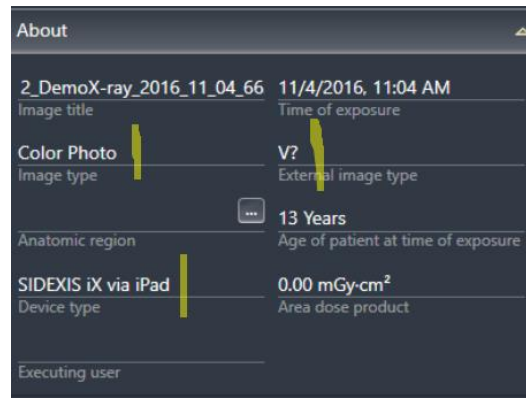 About
2_DemoX-ray_2016_11_04_66 11/4/2016, 11:04 AM
Image title Time of exposure
Color Photo V?
Image type External image type
...
13 Years
Anatomic region Age of patient at time of exposure
SIDEXIS iX via iPad 0.00 mGy·cm²
Device type Area dose product
Executing user